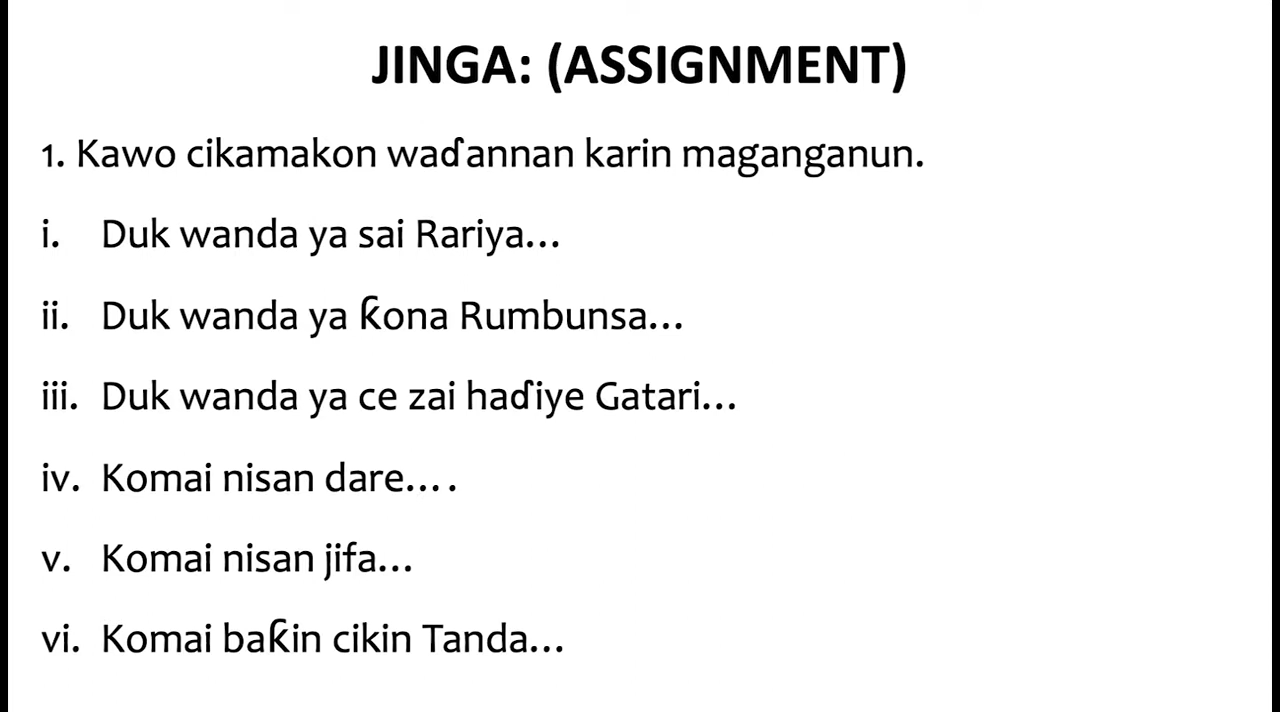 JINGA: (ASSIGNMENT)
1. Kawo cikamakon waɗannan karin maganganun.
i. Duk wanda ya sai Rariya...
ii. Duk wanda ya ƙona Rumbunsa...
iii. Duk wanda ya ce zai haɗiye Gatari...
iv. Komai nisan dare... .
v. Komai nisan jifa...
vi. Komai baƙin cikin Tanda...